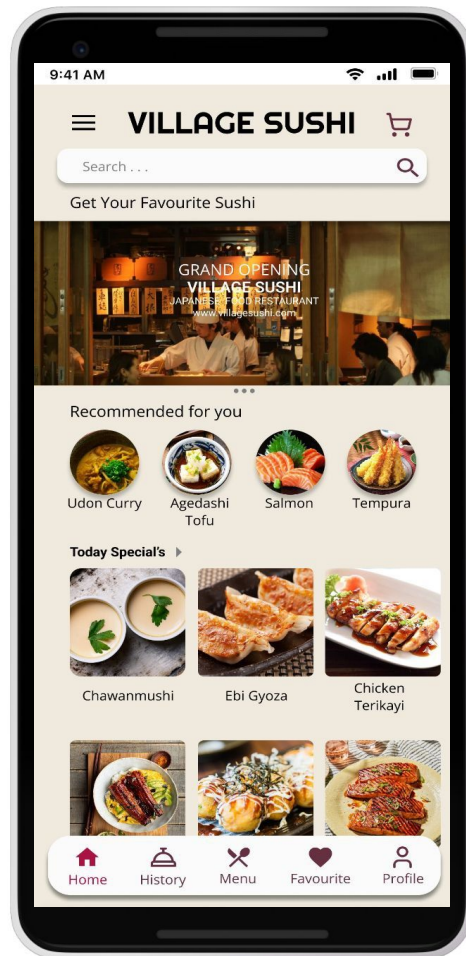 9:41 AM
VILLAGE SUSHI
Search . . .
Get Your Favourite Sushi
GRAND OPENING
VILLAGE SUSHI
JAPANESE FOOD RESTAURANT
www.villagesushi.com
Recommended for you
Udon Curry
Agedashi
Tofu
Salmon
Tempura
Today Special's
Chawanmushi
Ebi Gyoza
Chicken
Terikayi
Home
History
Menu
Favourite
Profile